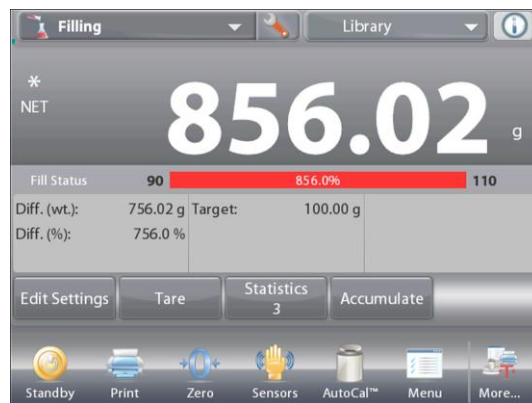 Filling Library
*
NET
856.02 g
Fill Status 90 856.0% 110
Diff. (wt.): 756.02 g Target: 100.00 g
Diff. (%): 756.0 %
Edit Settings Tare Statistics 3 Accumulate
Standby Print Zero Sensors AutoCal™ Menu More...